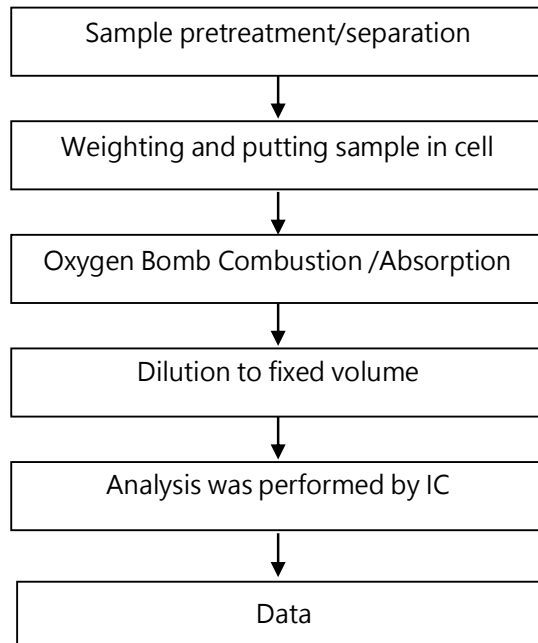 Sample pretreatment/separation
Weighting and putting sample in cell
Oxygen Bomb Combustion /Absorption
Dilution to fixed volume
Analysis was performed by IC
Data